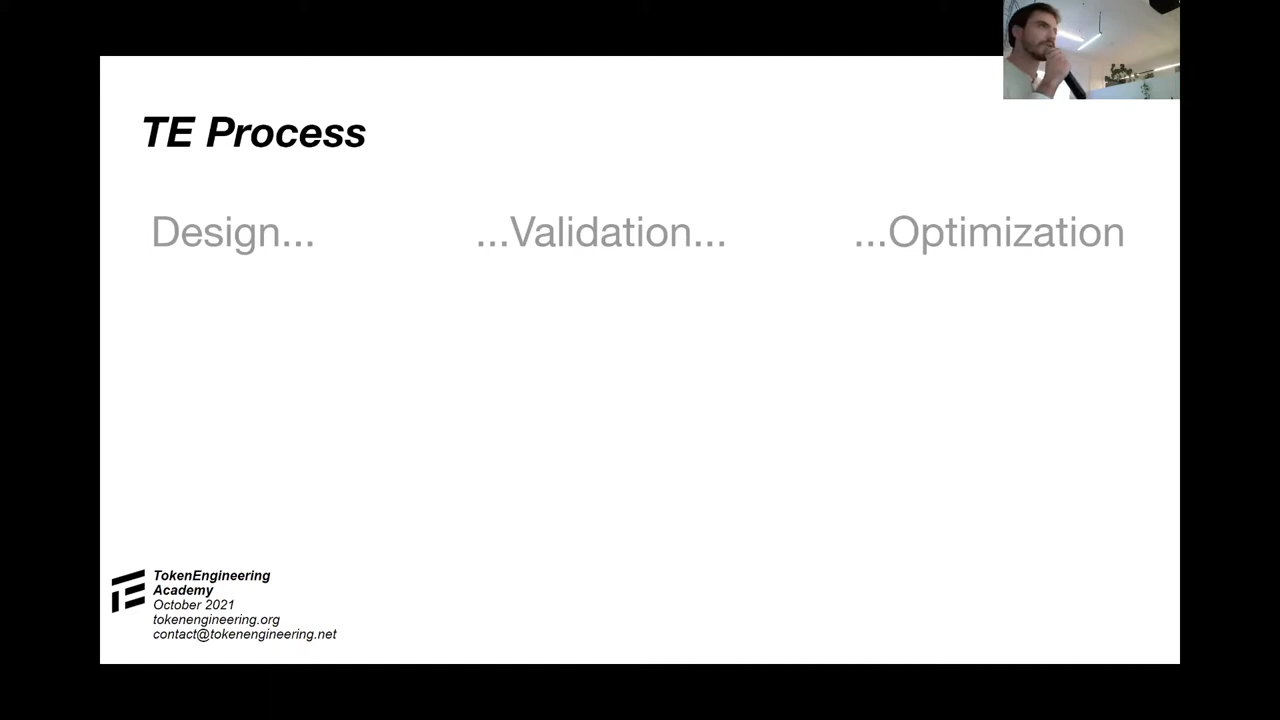 TE Process
Design... ...Validation... ...Optimization
TokenEngineering
Academy
October 2021
tokenengineering.org
contact@tokenengineering.net